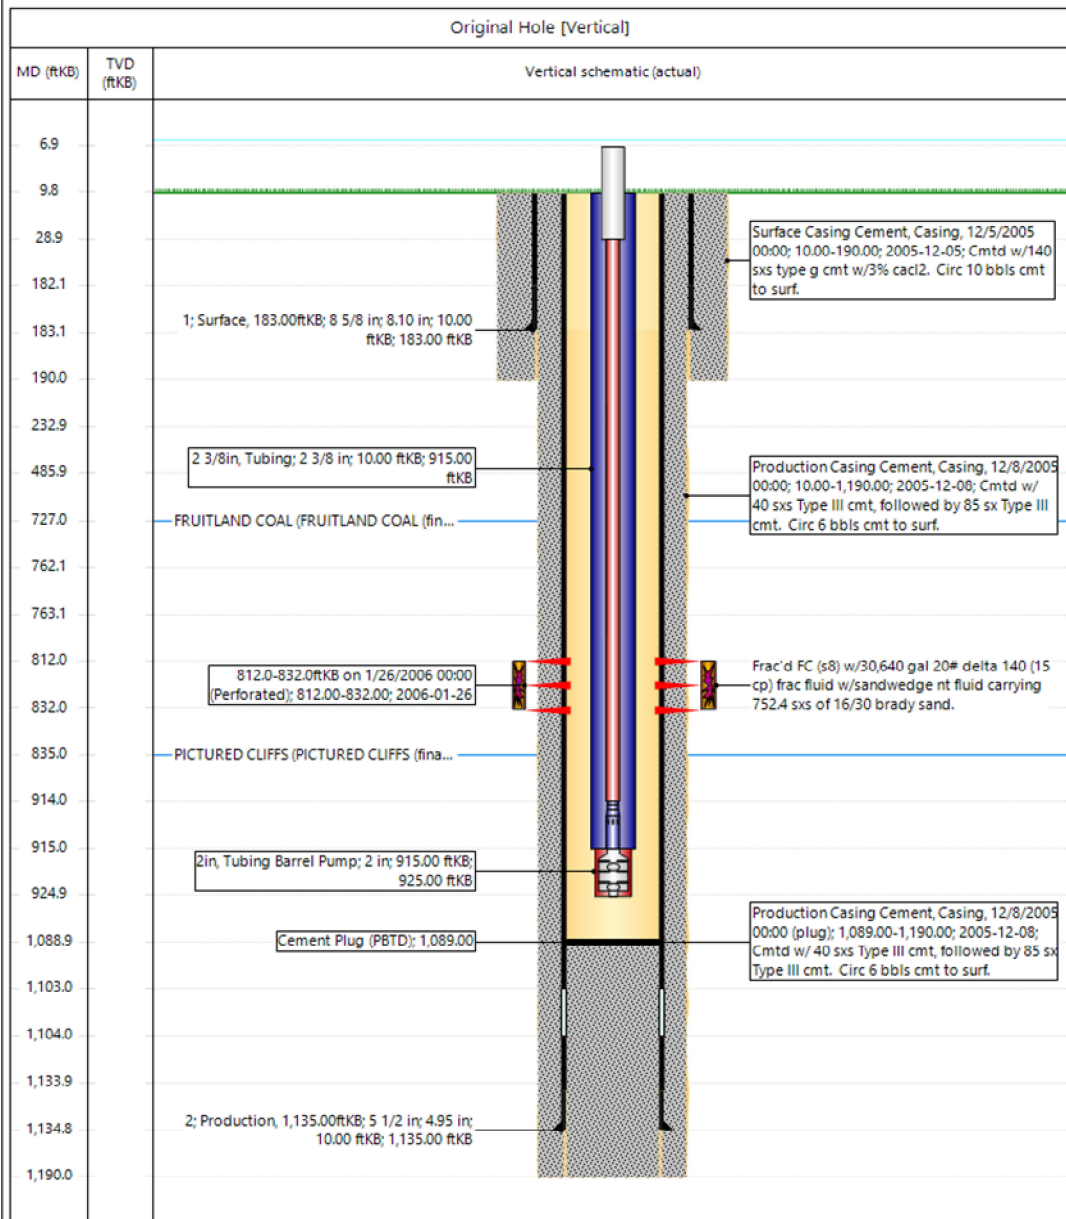 Original Hole [Vertical]
MD (ftKB)
TVD
(ftKB)
Vertical schematic (actual)
6.9
9.8
28.9
182.1
183.1
190.0
232.9
485.9
727.0
762.1
763.1
812.0
832.0
835.0
914.0
915.0
924.9
1,088.9
1,103.0
1,104.0
1,133.9
1,134.8
1,190.0
Surface Casing Cement, Casing, 12/5/2005
00:00; 10.00-190.00; 2005-12-05; Cmtd w/140
sxs type g cmt w/3% cacl2. Circ 10 bbls cmt
to surf.
1; Surface, 183.00ftKB; 8 5/8 in; 8.10 in; 10.00
ftKB; 183.00 ftKB
2 3/8in, Tubing; 2 3/8 in; 10.00 ftKB; 915.00
ftKB
Production Casing Cement, Casing, 12/8/2005
00:00; 10.00-1,190.00; 2005-12-08; Cmtd w/
40 sxs Type III cmt, followed by 85 sx Type III
cmt. Circ 6 bbls cmt to surf.
FRUITLAND COAL (FRUITLAND COAL (fin...
812.0-832.0ftKB on 1/26/2006 00:00
(Perforated); 812.00-832.00; 2006-01-26
Frac'd FC (s8) w/30,640 gal 20# delta 140 (15
cp) frac fluid w/sandwedge nt fluid carrying
752.4 sxs of 16/30 brady sand.
PICTURED CLIFFS (PICTURED CLIFFS (fina...
2in, Tubing Barrel Pump; 2 in; 915.00 ftKB;
925.00 ftKB
Cement Plug (PBTD); 1,089.00
Production Casing Cement, Casing, 12/8/2005
00:00 (plug); 1,089.00-1,190.00; 2005-12-08;
Cmtd w/ 40 sxs Type III cmt, followed by 85 sx
Type III cmt. Circ 6 bbls cmt to surf.
2; Production, 1,135.00ftKB; 5 1/2 in; 4.95 in;
10.00 ftKB; 1,135.00 ftKB